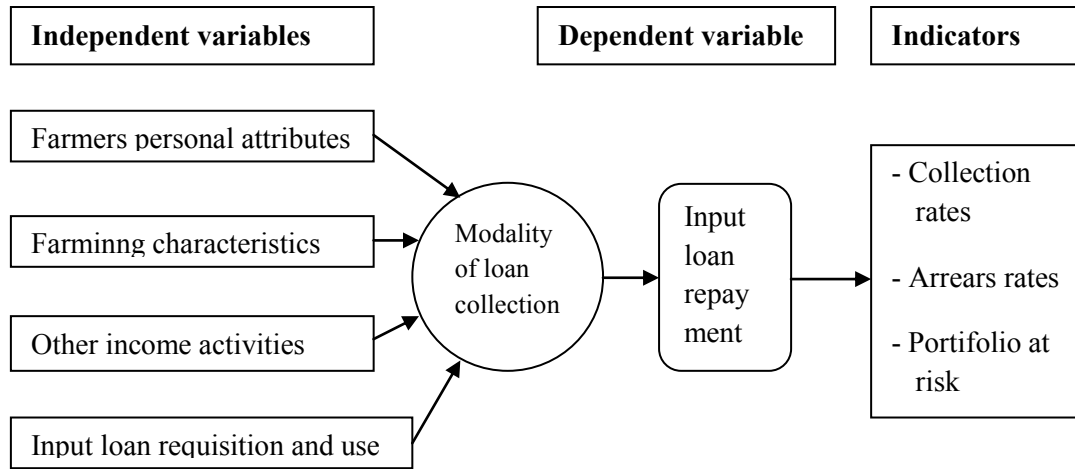 Independent variables
Dependent variable
Indicators
Farmers personal attributes
Farminng characteristics
Other income activities
Input loan requisition and use
Modality
of loan
collection
Input
loan
repay
ment
- Collection
rates
- Arrears rates
- Portifolio at
risk